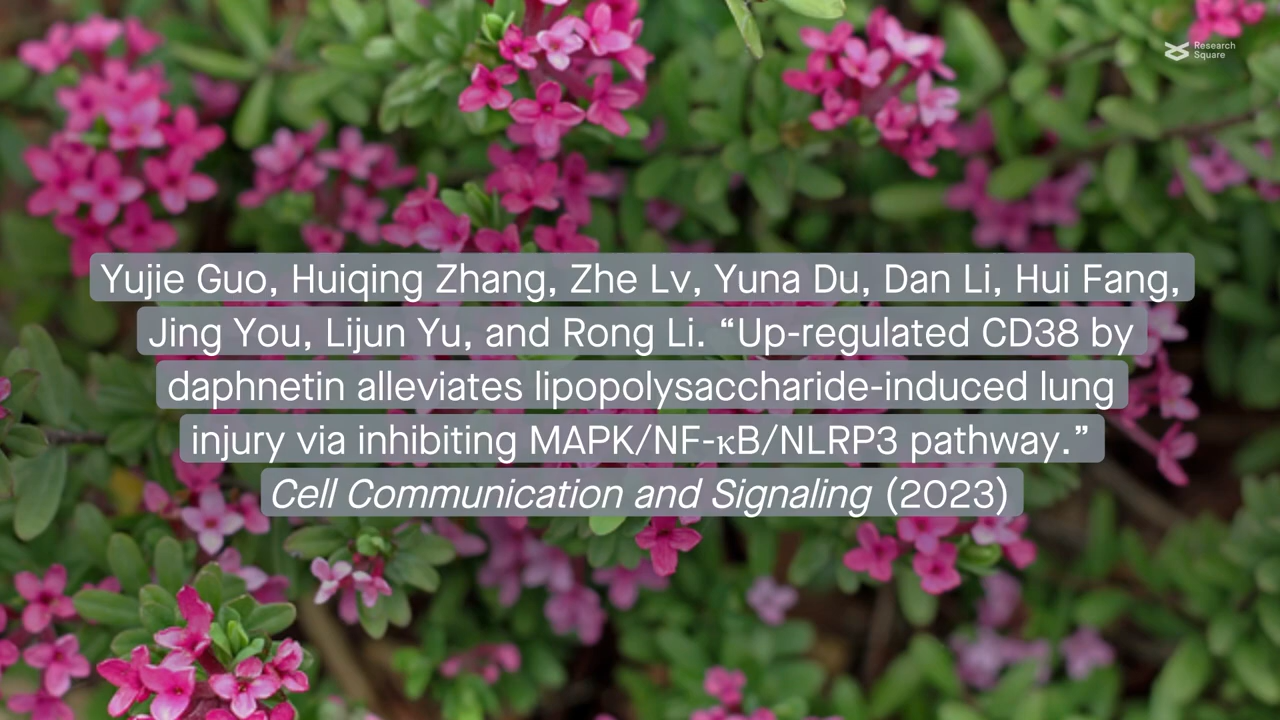 Research
Square
Yujie Guo, Huiqing Zhang, Zhe Lv, Yuna Du, Dan Li, Hui Fang,
Jing You, Lijun Yu, and Rong Li. “Up-regulated CD38 by
daphnetin alleviates lipopolysaccharide-induced lung
injury via inhibiting MAPK/NF-κB/NLRP3 pathway.”
Cell Communication and Signaling (2023)